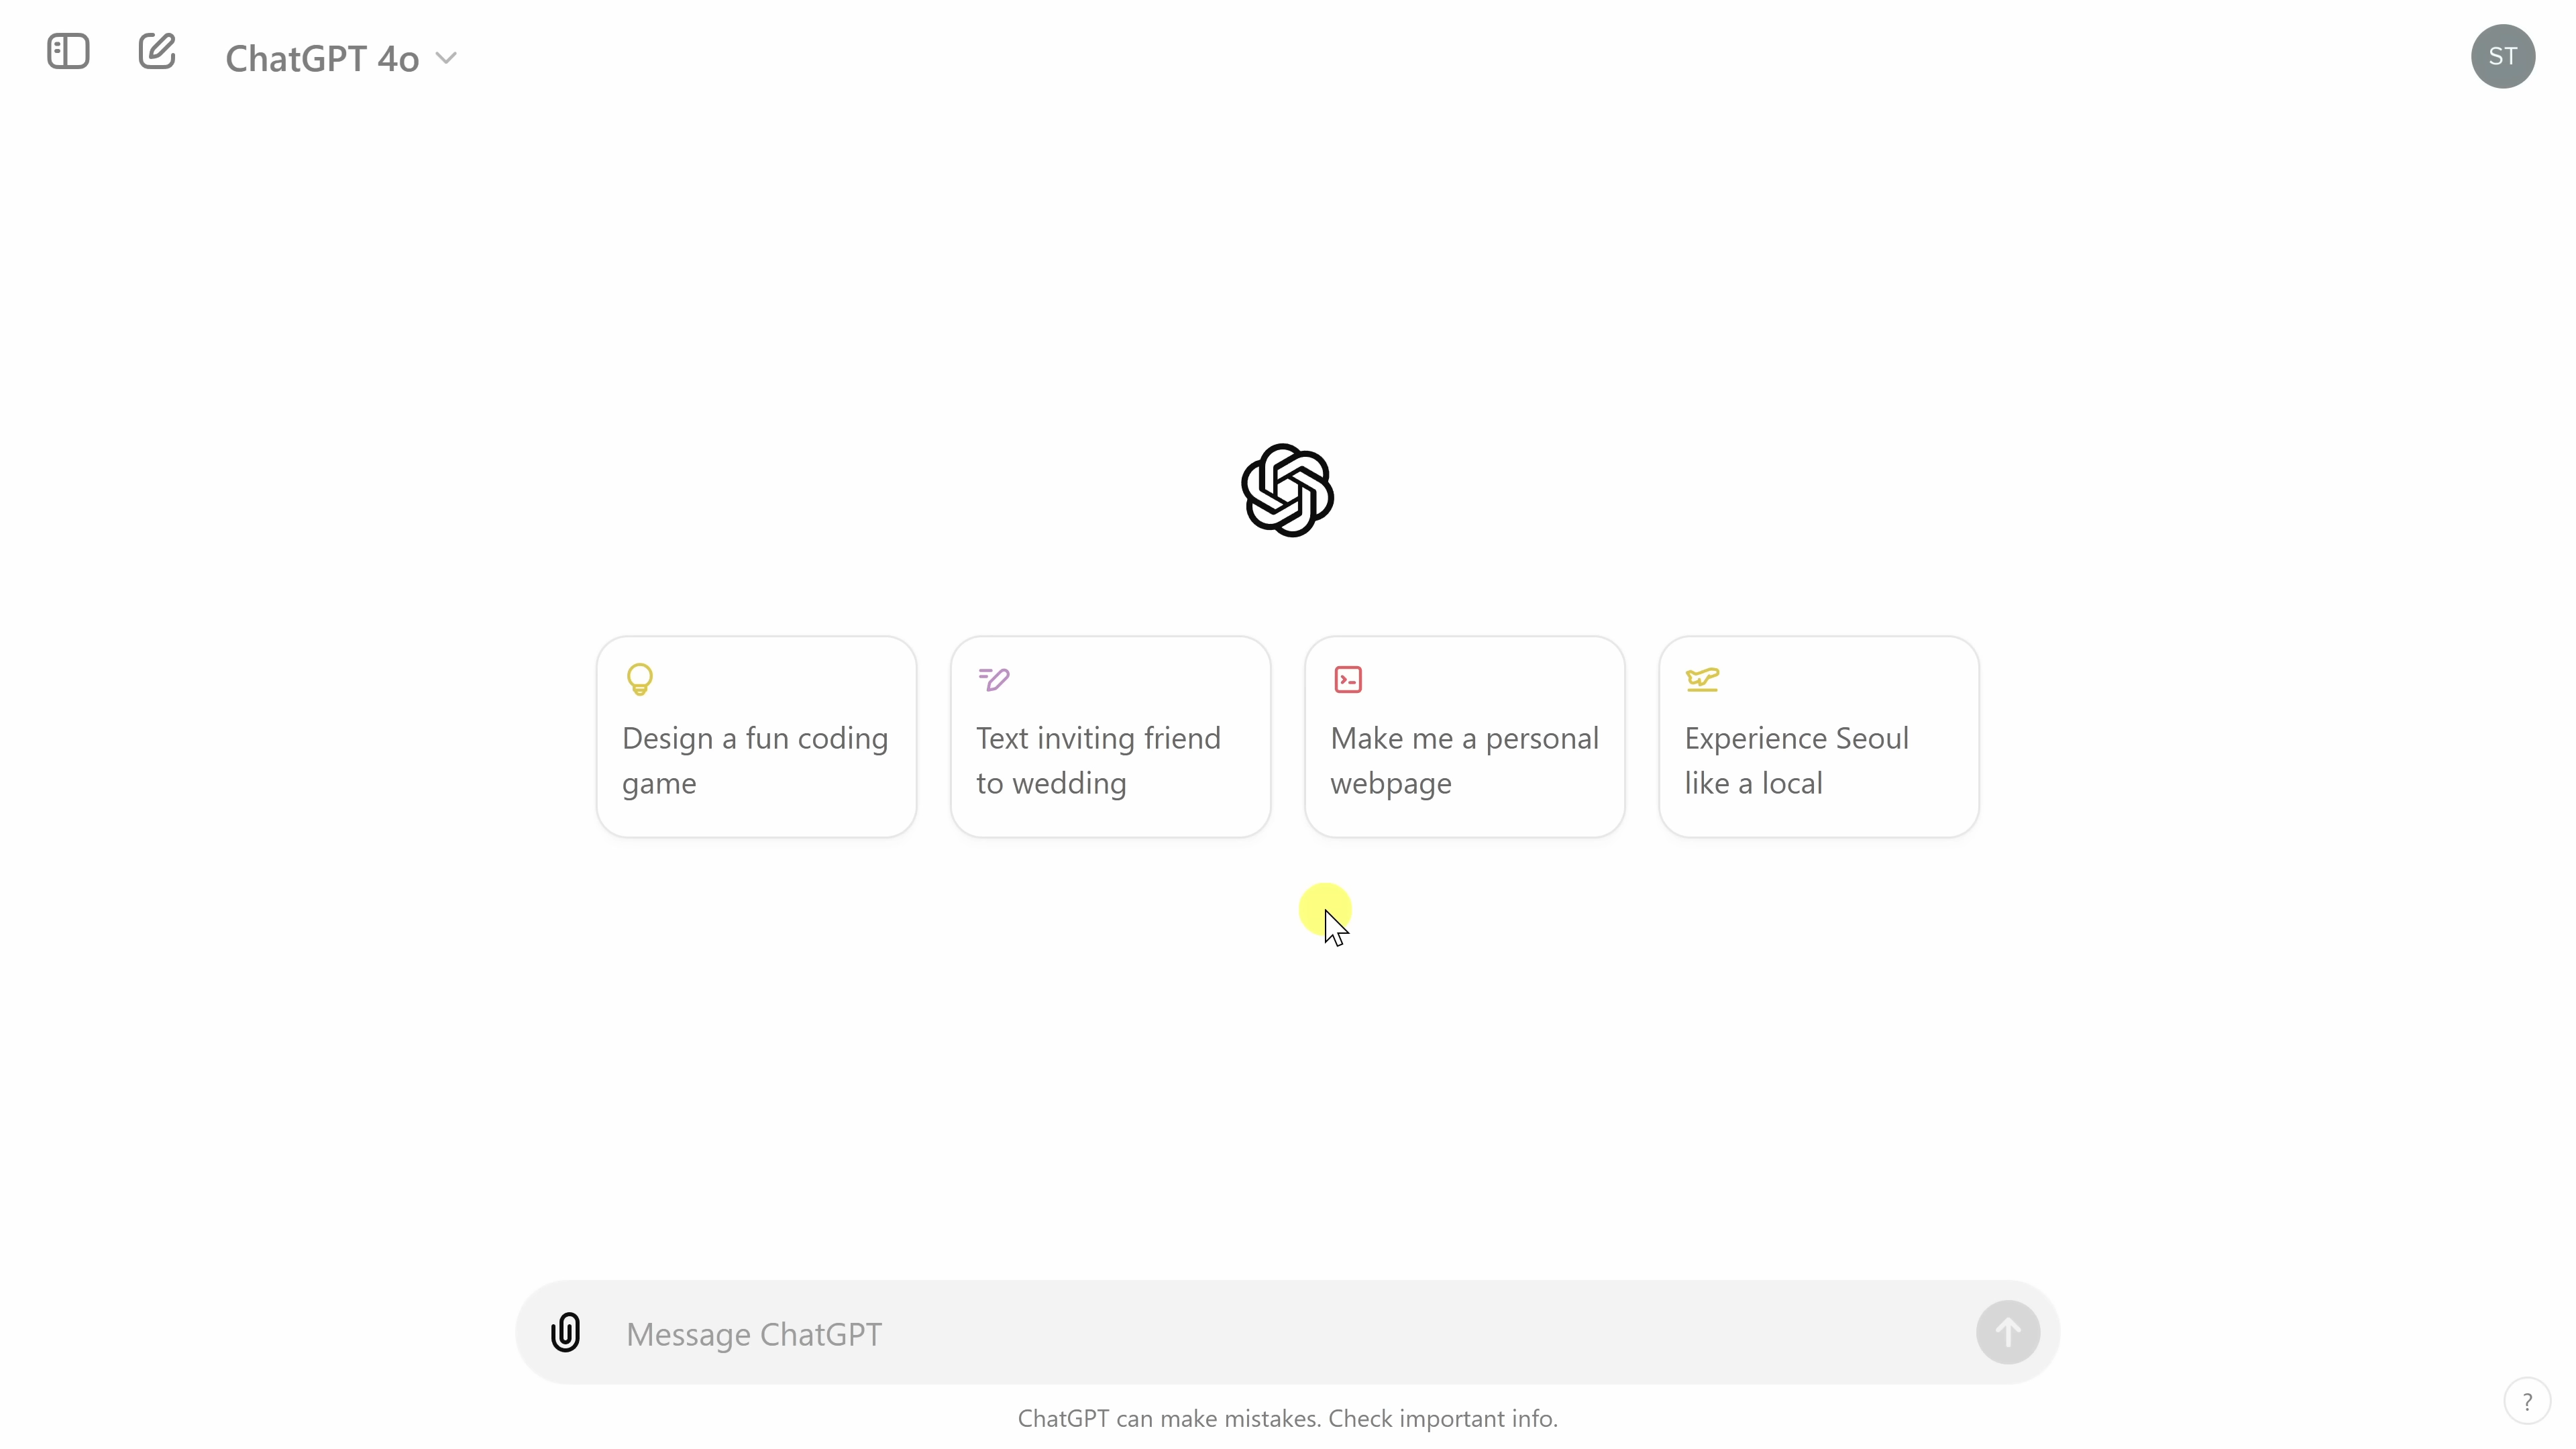 ChatGPT 4o
ST
Design a fun coding
game
Text inviting friend
to wedding
Make me a personal
webpage
Experience Seoul
like a local
Message ChatGPT
ChatGPT can make mistakes. Check important info.
?